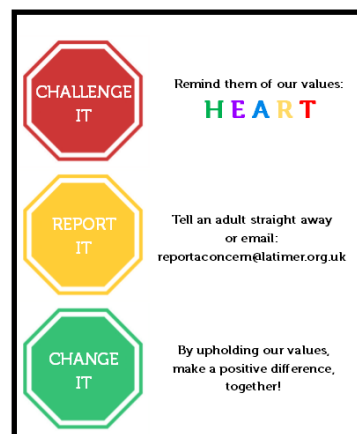 CHALLENGE
IT
Remind them of our values:
HEART
REPORT
IT
Tell an adult straight away
or email:
reportaconcern@latimer.org.uk
CHANGE
IT
By upholding our values,
make a positive difference,
together!